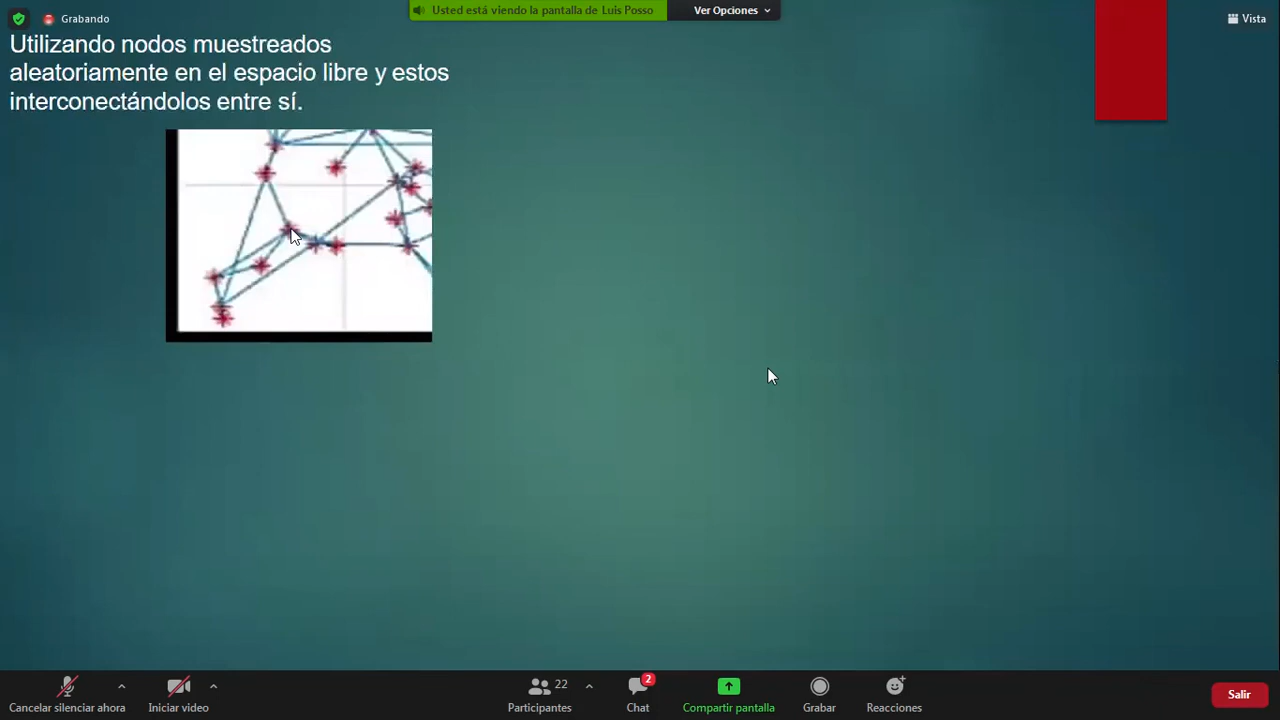 Grabando
Usted está viendo la pantalla de Luis Posso
Ver Opciones
Vista
Utilizando nodos muestreados
aleatoriamente en el espacio libre y estos
interconectándolos entre sí.
Cancelar silenciar ahora
Iniciar video
22
Participantes
2
Chat
Compartir pantalla
Grabar
Reacciones
Salir